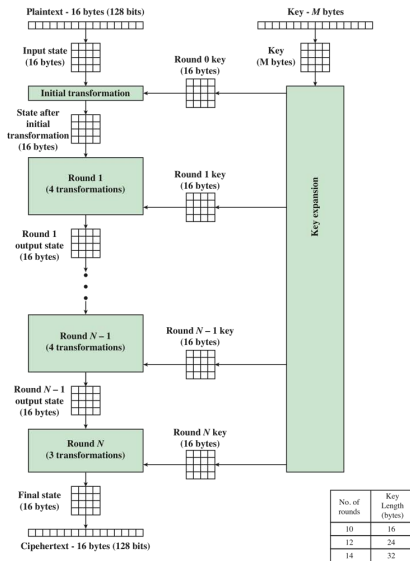 Plaintext - 16 bytes (128 bits)
Key - M bytes
Input state
(16 bytes)
Round 0 key
(16 bytes)
Key
(M bytes)
Initial transformation
State after
initial
transformation
(16 bytes)
Round 1
(4 transformations)
Round 1 key
(16 bytes)
Key expansion
Round 1
output state
(16 bytes)
Round N – 1
(4 transformations)
Round N – 1 key
(16 bytes)
Round N – 1
output state
(16 bytes)
Round N
(3 transformations)
Round N key
(16 bytes)
Final state
(16 bytes)
Cipehertext - 16 bytes (128 bits)
No. of
rounds
Key
Length
(bytes)
10 16
12 24
14 32